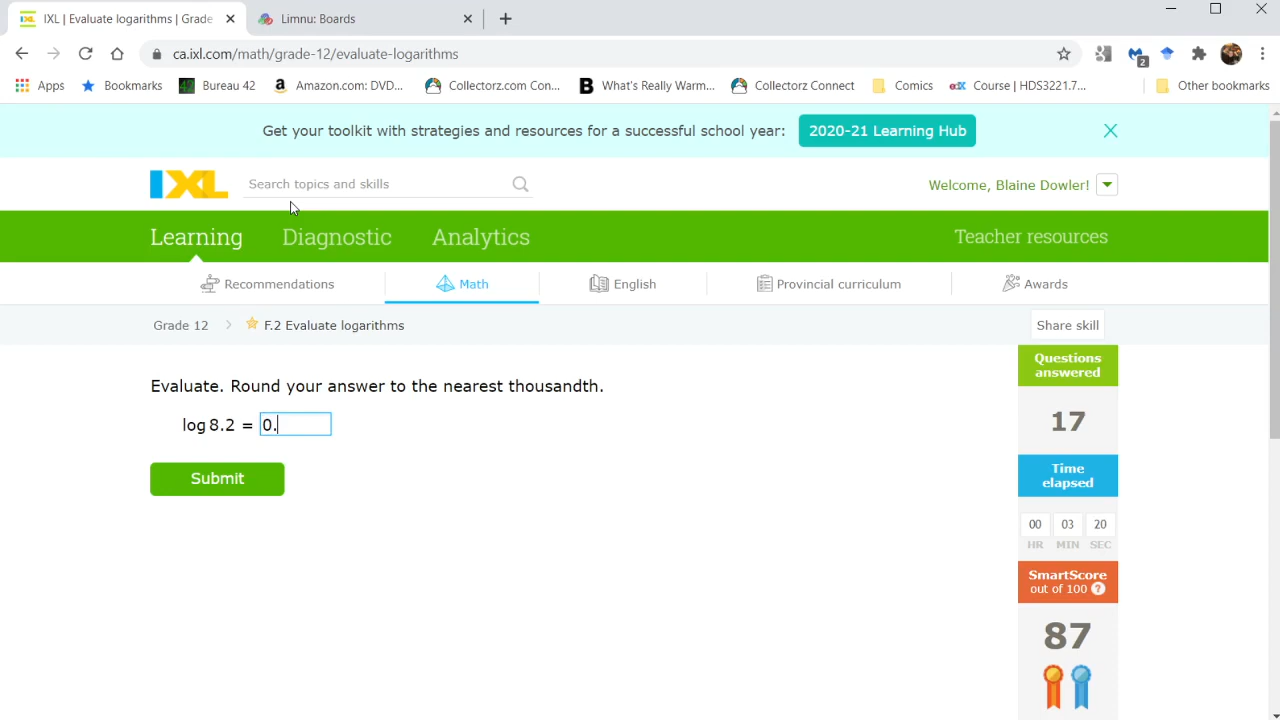 IXL | Evaluate logarithms | Grade
Limnu: Boards
ca.ixl.com/math/grade-12/evaluate-logarithms
2
Apps Bookmarks Bureau 42 Amazon.com: DVD... Collectorz.com Con... What's Really Warm... Collectorz Connect Comics Course | HDS3221.7... Other bookmarks
Get your toolkit with strategies and resources for a successful school year: 2020-21 Learning Hub
IXL Search topics and skills Welcome, Blaine Dowler!
Learning Diagnostic Analytics Teacher resources
Recommendations Math English Provincial curriculum Awards
Grade 12 > F.2 Evaluate logarithms Share skill
Evaluate. Round your answer to the nearest thousandth.
log 8.2 = 0.
Submit
Questions
answered
17
Time
elapsed
00 03 20
HR MIN SEC
SmartScore
out of 100 ?
87